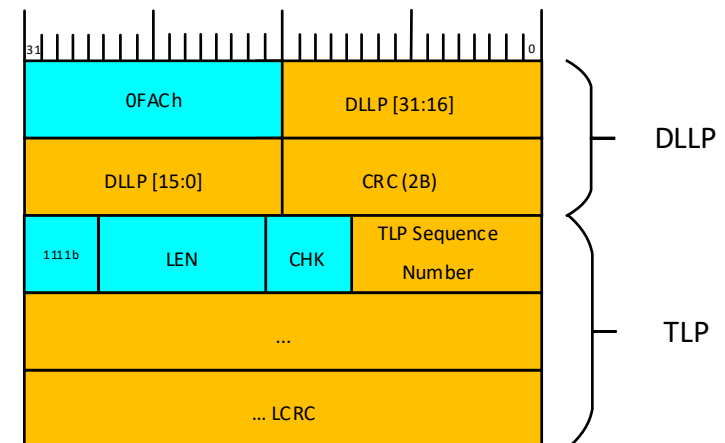 31 0
0FACh DLLP [31:16]
DLLP
DLLP [15:0] CRC (2B)
1111b LEN CHK TLP Sequence
Number
...
TLP
... LCRC